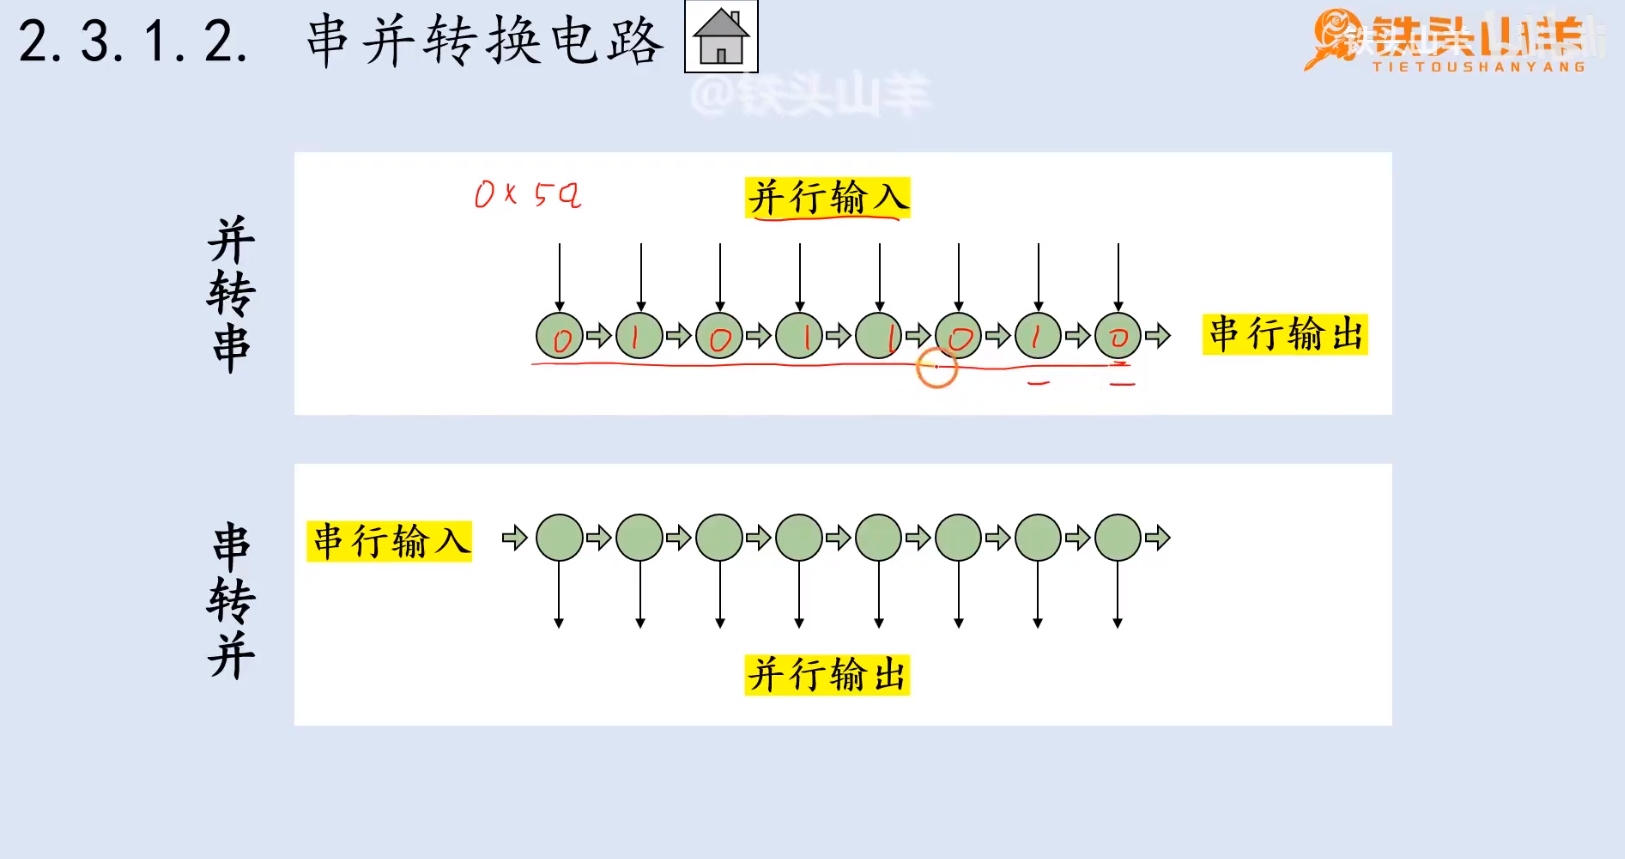 2.3.1.2. 串并转换电路
铁头山羊
TIETOUSHANYANG
@铁头山羊
并转串
0x5a
并行输入
0 1 0 1 1 0 1 0
串行输出
串转并
串行输入
并行输出